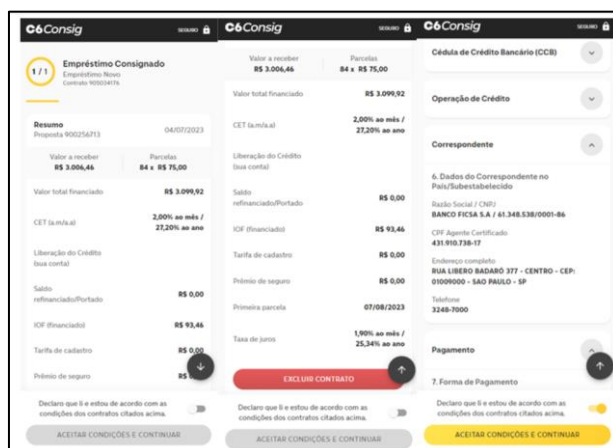 C6Consig
SEGURO
1/1
Empréstimo Consignado
Empréstimo Novo
Contrato 905034176
Resumo
Proposta 900256713
04/07/2023
Valor a receber
R$ 3.006,46
Parcelas
84 x R$ 75,00
Valor total financiado
R$ 3.099,92
CET (a.m/a.a)
2,00% ao mês /
27,20% ao ano
Liberação do Crédito
(sua conta)
Saldo
refinanciado/Portado
R$ 0,00
IOF (financiado)
R$ 93,46
Tarifa de cadastro
R$ 0,00
Prêmio de seguro
Declaro que li e estou de acordo com as
condições dos contratos citados acima.
ACEITAR CONDIÇÕES E CONTINUAR
C6Consig
SEGURO
Valor a receber
R$ 3.006,46
Parcelas
84 x R$ 75,00
Valor total financiado
R$ 3.099,92
CET (a.m/a.a)
2,00% ao mês /
27,20% ao ano
Liberação do Crédito
(sua conta)
Saldo
refinanciado/Portado
R$ 0,00
IOF (financiado)
R$ 93,46
Tarifa de cadastro
R$ 0,00
Prêmio de seguro
R$ 0,00
Primeira parcela
07/08/2023
Taxa de juros
1,90% ao mês /
25,34% ao ano
EXCLUIR CONTRATO
Declaro que li e estou de acordo com as
condições dos contratos citados acima.
ACEITAR CONDIÇÕES E CONTINUAR
C6Consig
SEGURO
Cédula de Crédito Bancário (CCB)
Operação de Crédito
Correspondente
6. Dados do Correspondente no
País/Subestabelecido
Razão Social / CNPJ
BANCO FICSA S.A / 61.348.538/0001-86
CPF Agente Certificado
431.910.738-17
Endereço completo
RUA LIBERO BADARÓ 377 - CENTRO - CEP:
01009000 - SAO PAULO - SP
Telefone
3248-7000
Pagamento
7. Forma de Pagamento
Declaro que li e estou de acordo com as
condições dos contratos citados acima.
ACEITAR CONDIÇÕES E CONTINUAR